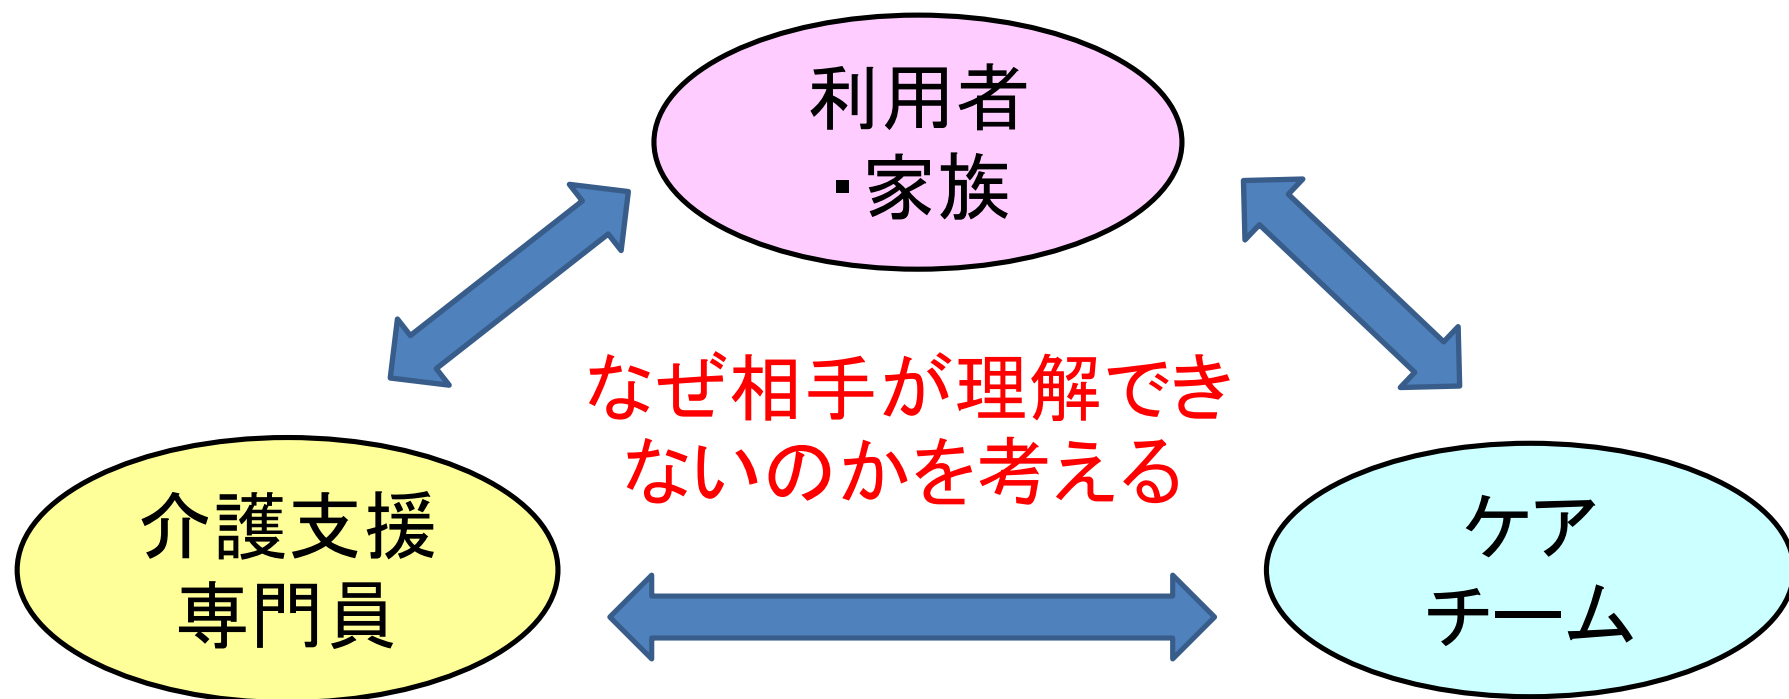 利用者
・家族
なぜ相手が理解でき
ないのかを考える
介護支援
専門員
ケア
チーム